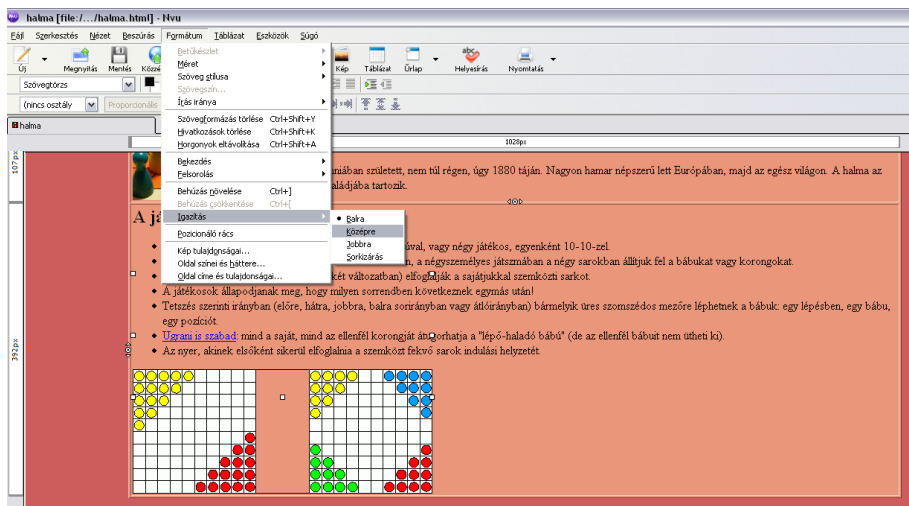 halma [file:/.../halma.html] - Nvu
Fájl Szerkesztés Nézet Beszúrás Formátum Táblázat Eszközök Súgó
Új Megnyitás Mentés Kép Táblázat Űrlap Helyesírás Nyomtatás
Szövegtörzs
(nincs osztály) Proporcionális
halma
1028px
107 px
392px
Betűkészlet
Méret
Szöveg stílusa
Szövegszín...
Írás iránya
Szövegformázás törlése Ctrl+Shift+Y
Hivatkozások törlése Ctrl+Shift+K
Horgonyok eltávolítása Ctrl+Shift+A
Bekezdés
Felsorolás
Behúzás növelése Ctrl+]
Behúzás csökkentése Ctrl+[
Igazítás
Pozicionáló rács
Kép tulajdonságai...
Oldal színei és háttere...
Oldal címe és tulajdonságai...
Balra
Középre
Jobbra
Sorkizárás
született, nem túl régen, úgy 1880 táján. Nagyon hamar népszerű lett Európában, majd az egész világon. A halma az
tartozik.
A
vagy négy játékos, egyenként 10-10-zel.
a négyszemélyes játszmában a négy sarokban állítjuk fel a bábukat vagy korongokat.
két változatban) elfoglalják a sajátjukkal szemközti sarkot.
A játékosok állapodjanak meg, hogy milyen sorrendben következnek egymás után!
Tetszés szerinti irányban (előre, hátra, jobbra, balra sorirányban vagy átlóirányban) bármelyik üres szomszédos mezőre léphetnek a bábuk: egy lépésben, egy bábu,
egy pozíciót.
Ugrani is szabad: mind a saját, mind az ellenfél korongját átugorhatja a "lépő-haladó bábú" (de az ellenfél bábuit nem ütheti ki).
Az nyer, akinek elsőként sikerül elfoglalnia a szemközt fekvő sarok indulási helyzetét.